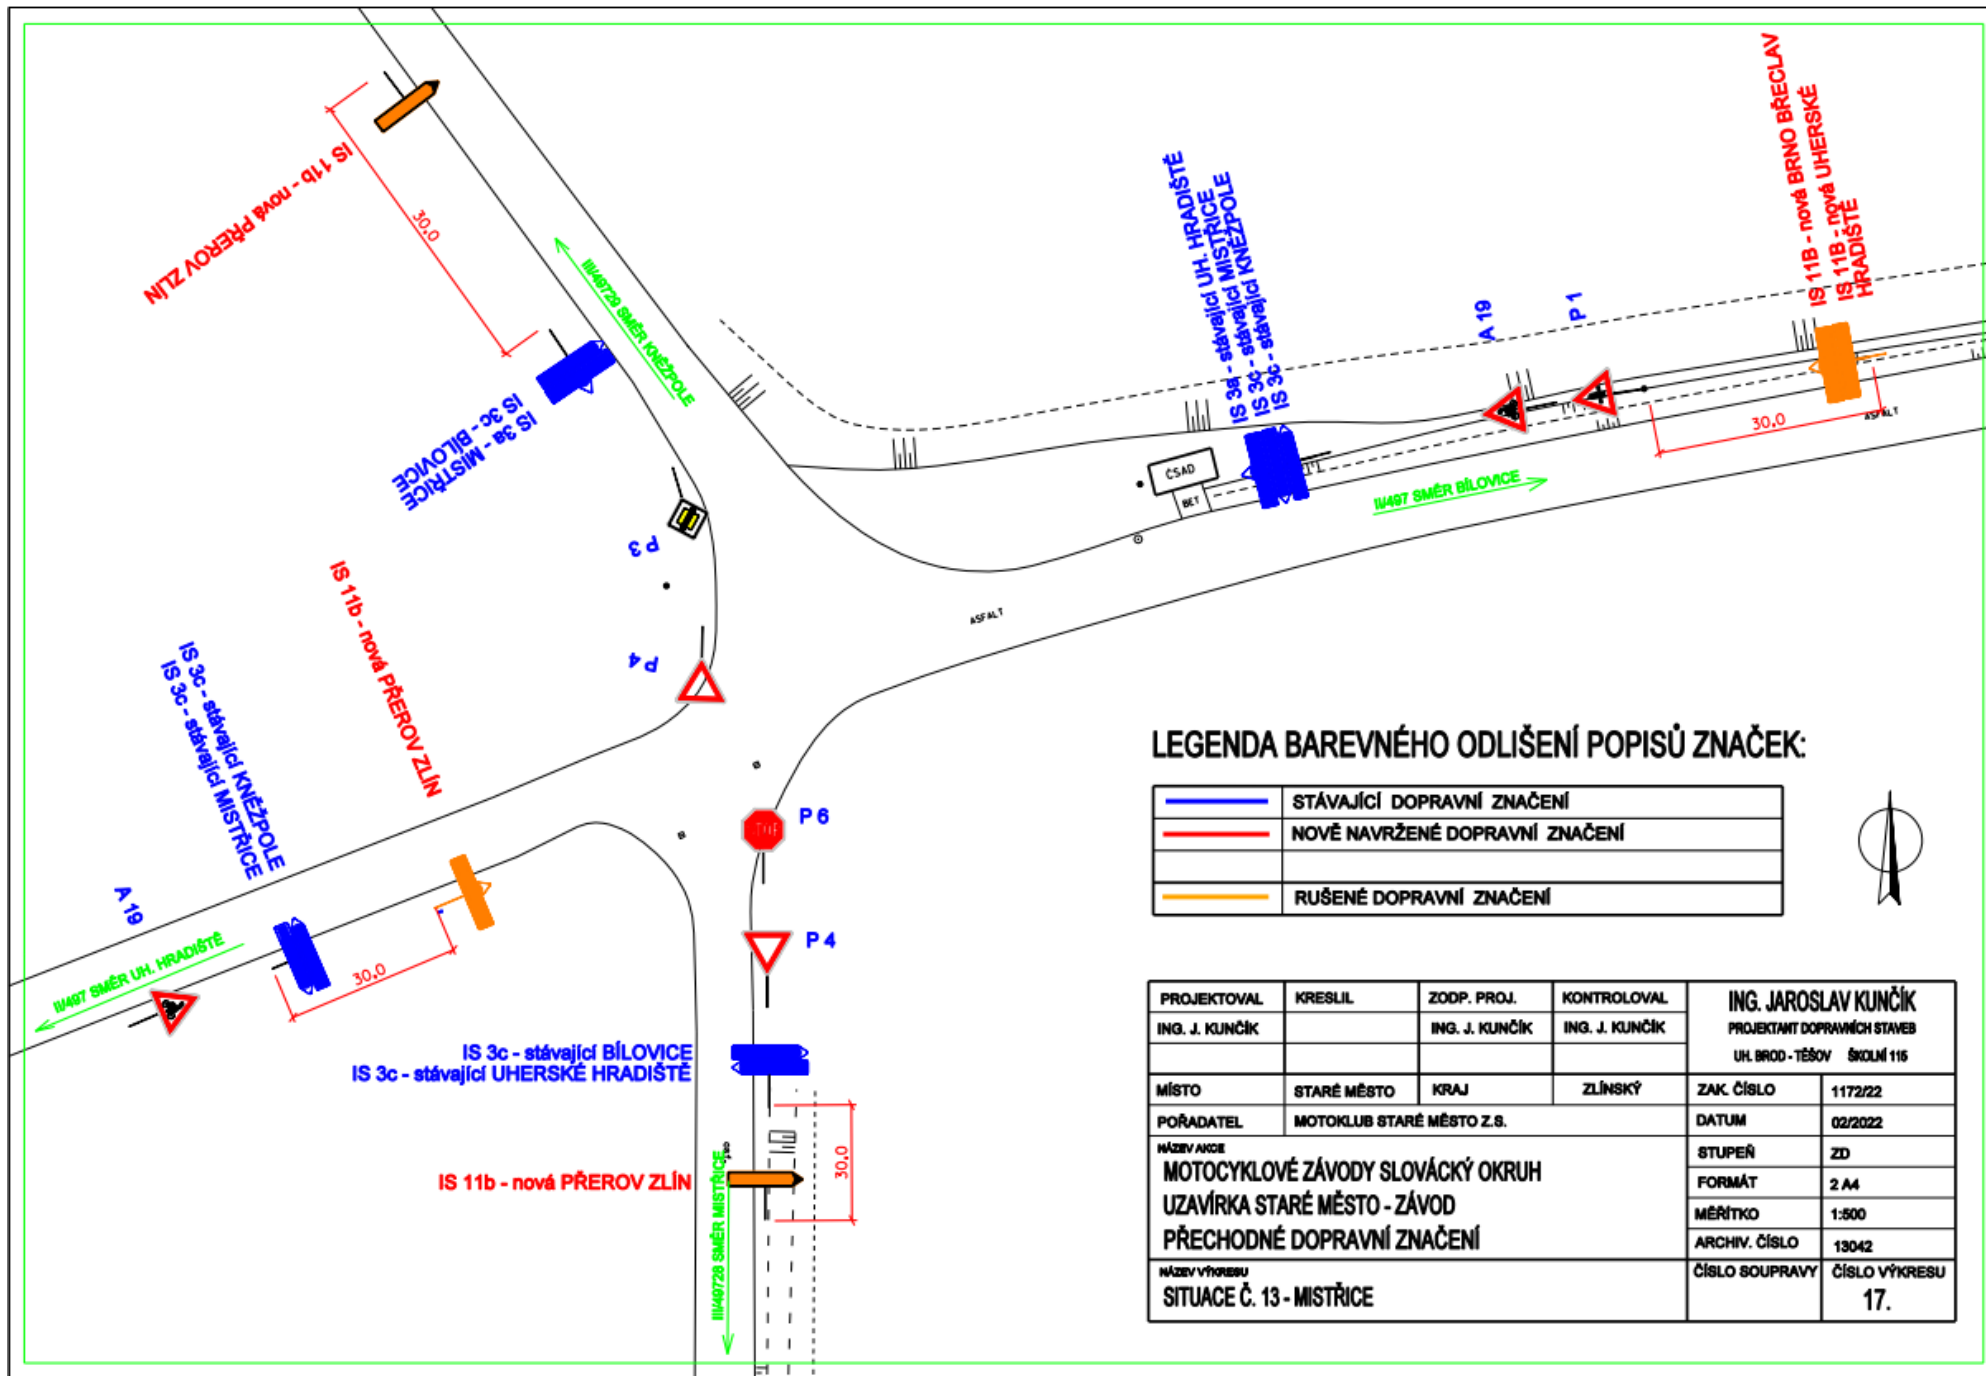 IS 11b - nová PŘEROV ZLÍN
30.0
III/49729 SMĚR KNĚŽPOLE
IS 3a - MISTŘICE
IS 3c - BÍLOVICE
P 3
P 4
IS 3a - stávající UH. HRADIŠTĚ
IS 3c - stávající MISTŘICE
IS 3c - stávající KNĚZPOLE
A 19
P 1
IS 11B - nová BRNO BŘECLAV
IS 11B - nová UHERSKÉ
HRADIŠTĚ
30.0
ASFALT
ČSAD
BET
II/497 SMĚR BÍLOVICE
ASFALT
IS 11b - nová PŘEROV ZLÍN
IS 3c - stávající KNĚŽPOLE
IS 3c - stávající MISTŘICE
A 19
II/497 SMĚR UH. HRADIŠTĚ
30.0
STOP
P 6
P 4
IS 3c - stávající BÍLOVICE
IS 3c - stávající UHERSKÉ HRADIŠTĚ
IS 11b - nová PŘEROV ZLÍN
30.0
III/49728 SMĚR MISTŘICE
LEGENDA BAREVNÉHO ODLIŠENÍ POPISŮ ZNAČEK:
STÁVAJÍCÍ DOPRAVNÍ ZNAČENÍ
NOVĚ NAVRŽENÉ DOPRAVNÍ ZNAČENÍ
RUŠENÉ DOPRAVNÍ ZNAČENÍ
PROJEKTOVAL KRESLIL ZODP. PROJ. KONTROLOVAL
ING. J. KUNČÍK ING. J. KUNČÍK ING. J. KUNČÍK
ING. JAROSLAV KUNČÍK
PROJEKTANT DOPRAVNÍCH STAVEB
UH. BROD - TĚŠOV ŠKOLNÍ 115
MÍSTO STARÉ MĚSTO KRAJ ZLÍNSKÝ
ZAK. ČÍSLO 1172/22
POŘADATEL MOTOKLUB STARÉ MĚSTO Z.S.
DATUM 02/2022
NÁZEV AKCE
MOTOCYKLOVÉ ZÁVODY SLOVÁCKÝ OKRUH
UZAVÍRKA STARÉ MĚSTO - ZÁVOD
PŘECHODNÉ DOPRAVNÍ ZNAČENÍ
STUPEŇ ZD
FORMÁT 2 A4
MĚŘÍTKO 1:500
ARCHIV. ČÍSLO 13042
NÁZEV VÝKRESU
SITUACE Č. 13 - MISTŘICE
ČÍSLO SOUPRAVY ČÍSLO VÝKRESU
17.